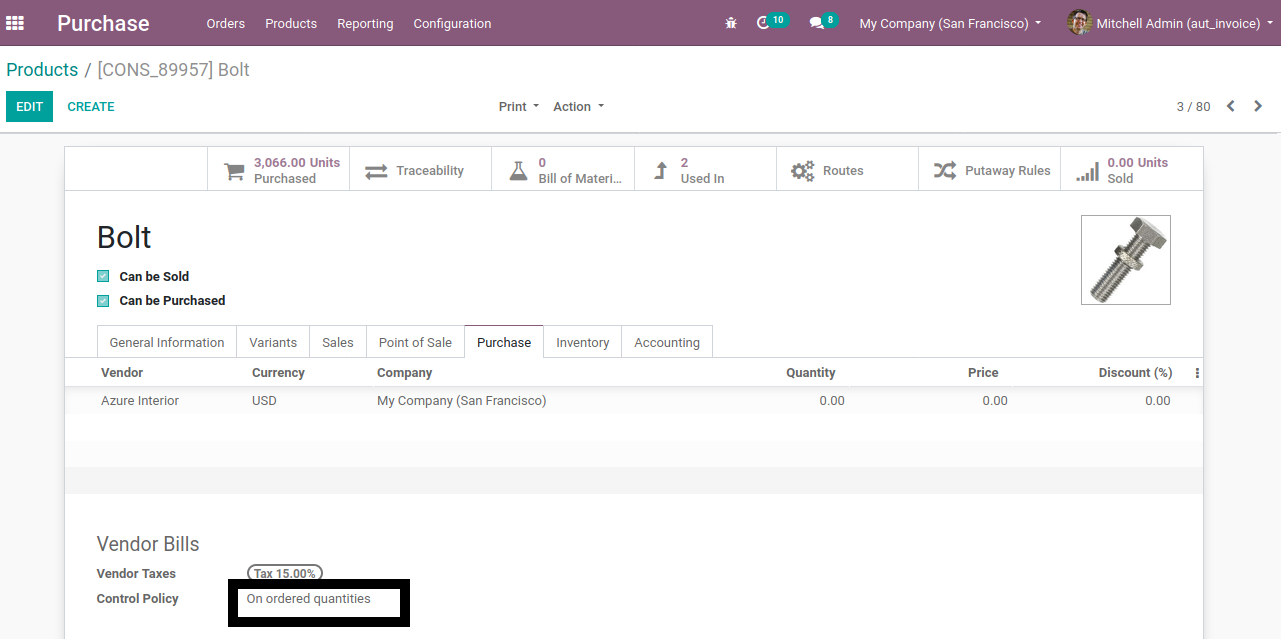 Purchase Orders Products Reporting Configuration 10 8 My Company (San Francisco) Mitchell Admin (aut_invoice)
Products / [CONS_89957] Bolt
EDIT CREATE Print Action 3 / 80
3,066.00 Units
Purchased
Traceability
0
Bill of Materi...
2
Used In
Routes
Putaway Rules
0.00 Units
Sold
Bolt
Can be Sold
Can be Purchased
General Information Variants Sales Point of Sale Purchase Inventory Accounting
Vendor Currency Company Quantity Price Discount (%)
Azure Interior USD My Company (San Francisco) 0.00 0.00 0.00
Vendor Bills
Vendor Taxes Tax 15.00%
Control Policy On ordered quantities